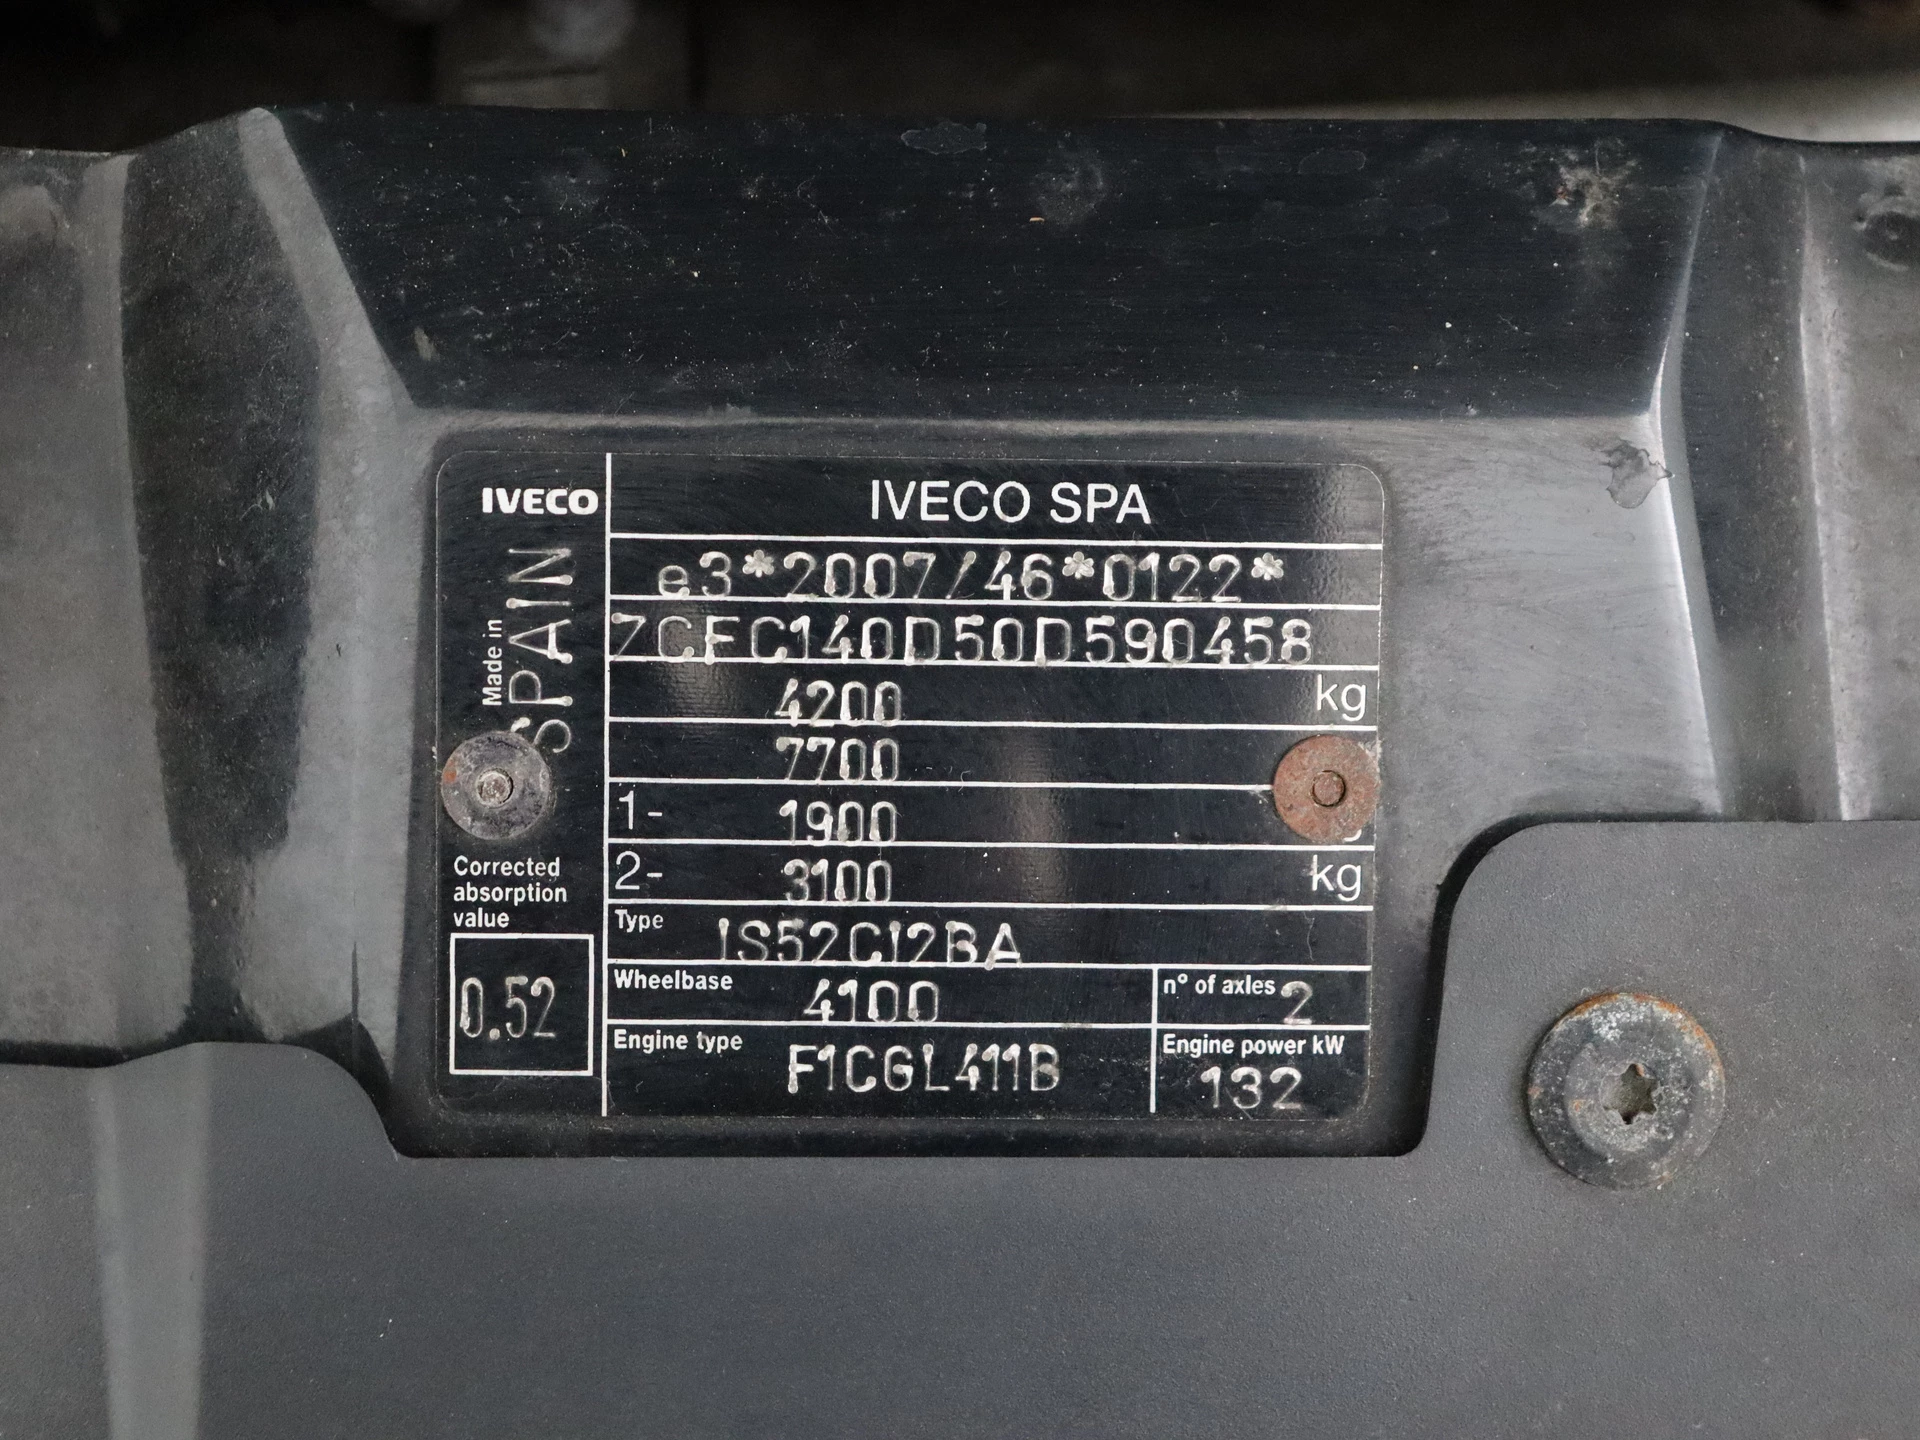 IVECO
IVECO SPA
Made in
SPAIN
e3*2007/46*0122*
ZCFC140D50D590458
4200 kg
7700
1- 1900
2- 3100 kg
Corrected
absorption
value
0.52
Type IS52CI2BA
Wheelbase 4100
n° of axles 2
Engine type F1CGL411B
Engine power kW
132